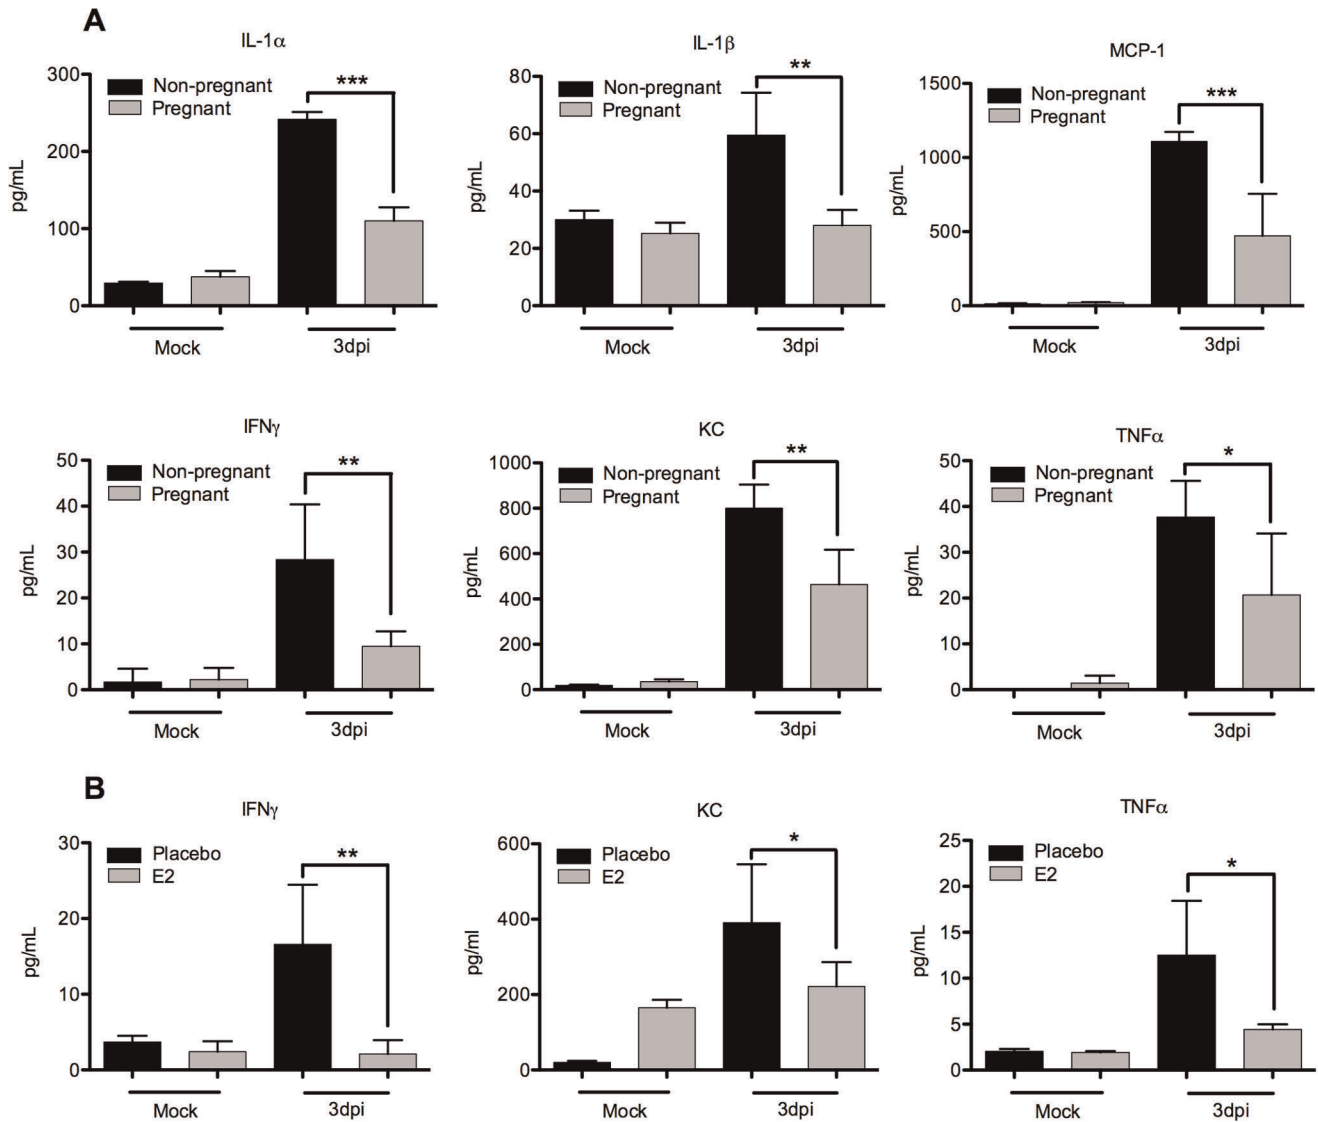 A
IL-1α
300
200
100
0
pg/mL
Non-pregnant
Pregnant
***
Mock
3dpi
IL-1β
80
60
40
20
0
pg/mL
Non-pregnant
Pregnant
**
Mock
3dpi
MCP-1
1500
1000
500
0
pg/mL
Non-pregnant
Pregnant
***
Mock
3dpi
IFNγ
50
40
30
20
10
0
pg/mL
Non-pregnant
Pregnant
**
Mock
3dpi
KC
1000
800
600
400
200
0
pg/mL
Non-pregnant
Pregnant
**
Mock
3dpi
TNFα
50
40
30
20
10
0
pg/mL
Non-pregnant
Pregnant
*
Mock
3dpi
B
IFNγ
30
20
10
0
pg/mL
Placebo
E2
**
Mock
3dpi
KC
600
400
200
0
pg/ml
Placebo
E2
*
Mock
3dpi
TNFα
25
20
15
10
5
0
pg/mL
Placebo
E2
*
Mock
3dpi